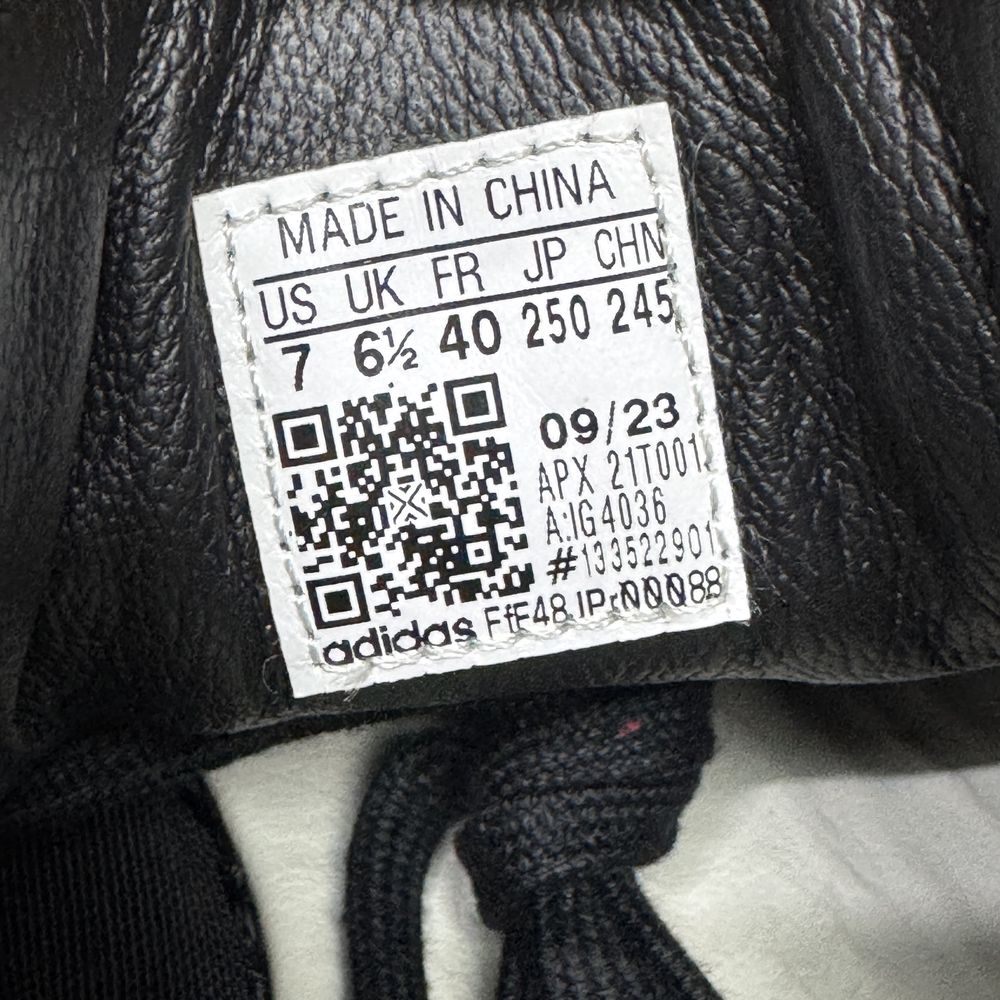 MADE IN CHINA
US UK FR JP CHN
7 6½ 40 250 245
09/23
APX 21T001
A:IG4036
#133522901
adidas